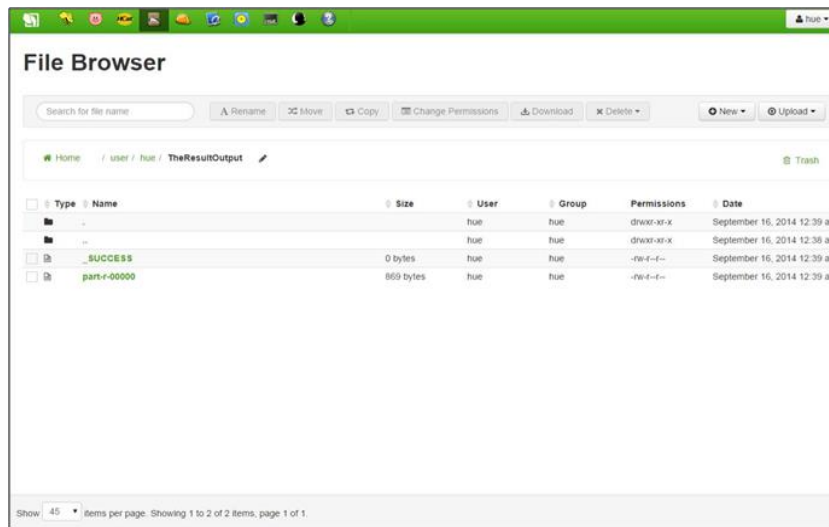 hue
File Browser
Search for file name A Rename Move Copy Change Permissions Download Delete New Upload
Home / user / hue / TheResultOutput Trash
Type Name Size User Group Permissions Date
. hue hue drwxr-xr-x September 16, 2014 12:39 a
.. hue hue drwxr-xr-x September 16, 2014 12:38 a
_SUCCESS 0 bytes hue hue -rw-r--r-- September 16, 2014 12:39 a
part-r-00000 869 bytes hue hue -rw-r--r-- September 16, 2014 12:39 a
Show 45 items per page. Showing 1 to 2 of 2 items, page 1 of 1.